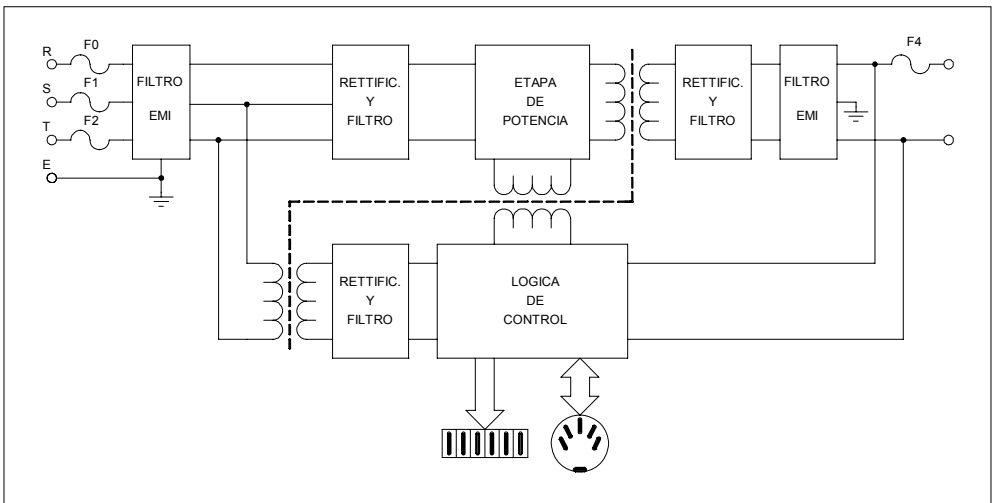 R
F0
S
F1
T
F2
E
FILTRO
EMI
RETTIFIC.
Y
FILTRO
ETAPA
DE
POTENCIA
RETTIFIC.
Y
FILTRO
FILTRO
EMI
F4
RETTIFIC.
Y
FILTRO
LOGICA
DE
CONTROL